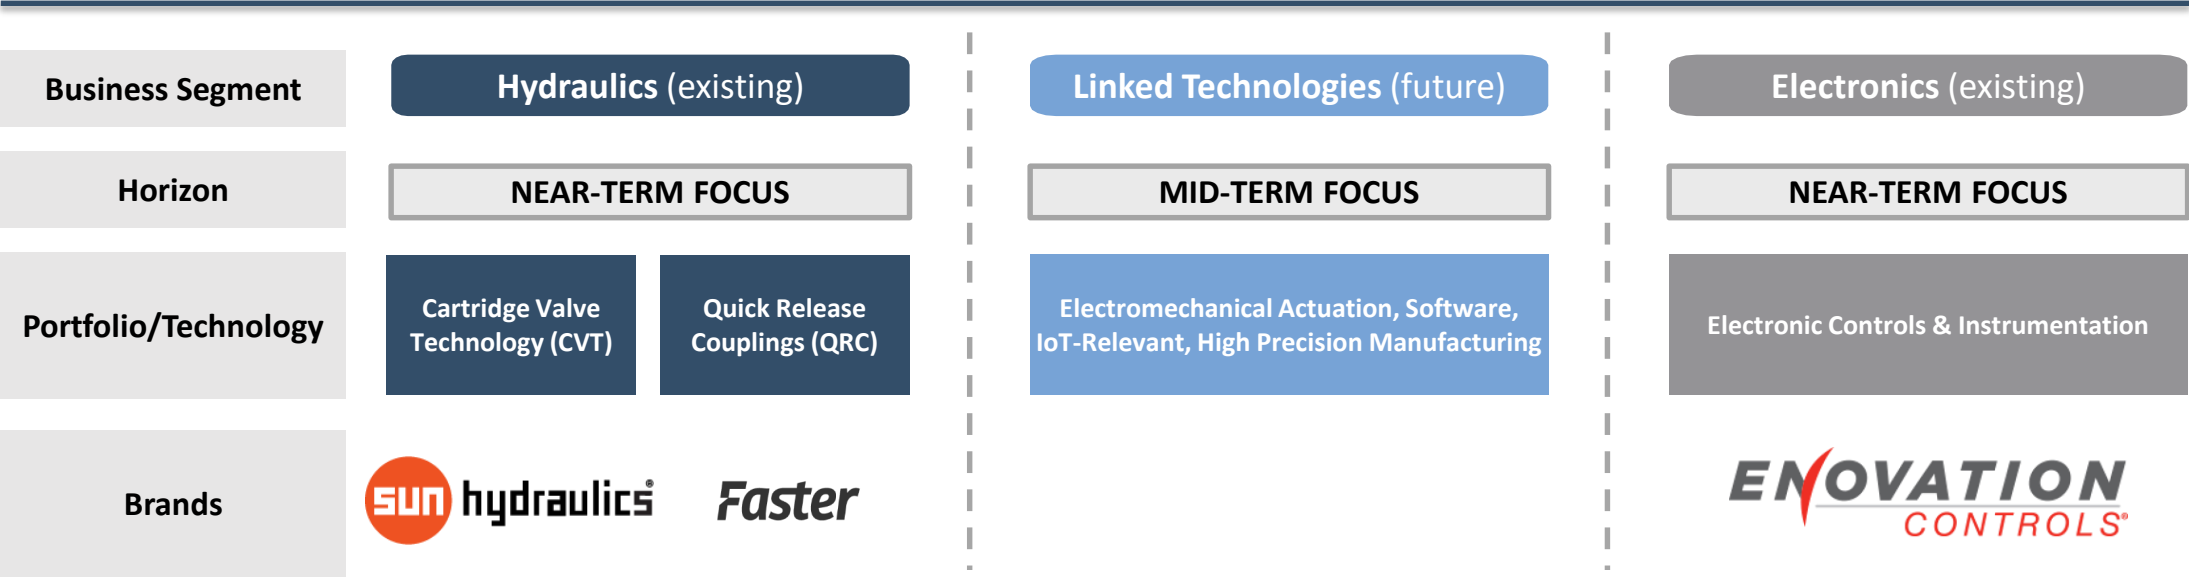 Business Segment
Hydraulics (existing)
Linked Technologies (future)
Electronics (existing)
Horizon
NEAR-TERM FOCUS
MID-TERM FOCUS
NEAR-TERM FOCUS
Portfolio/Technology
Cartridge Valve
Technology (CVT)
Quick Release
Couplings (QRC)
Electromechanical Actuation, Software,
IoT-Relevant, High Precision Manufacturing
Electronic Controls & Instrumentation
Brands
sun hydraulics®
Faster
ENOVATION
CONTROLS®